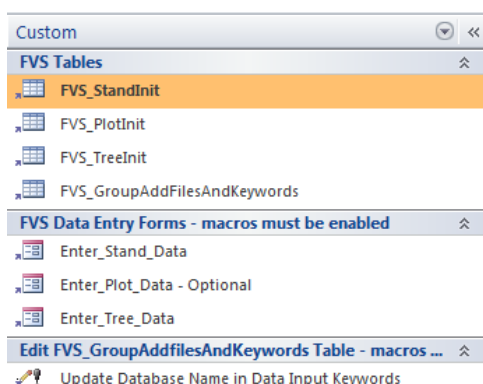 Custom
FVS Tables
FVS_StandInit
FVS_PlotInit
FVS_TreeInit
FVS_GroupAddFilesAndKeywords
FVS Data Entry Forms - macros must be enabled
Enter_Stand_Data
Enter_Plot_Data - Optional
Enter_Tree_Data
Edit FVS_GroupAddfilesAndKeywords Table - macros ...
Update Database Name in Data Input Keywords